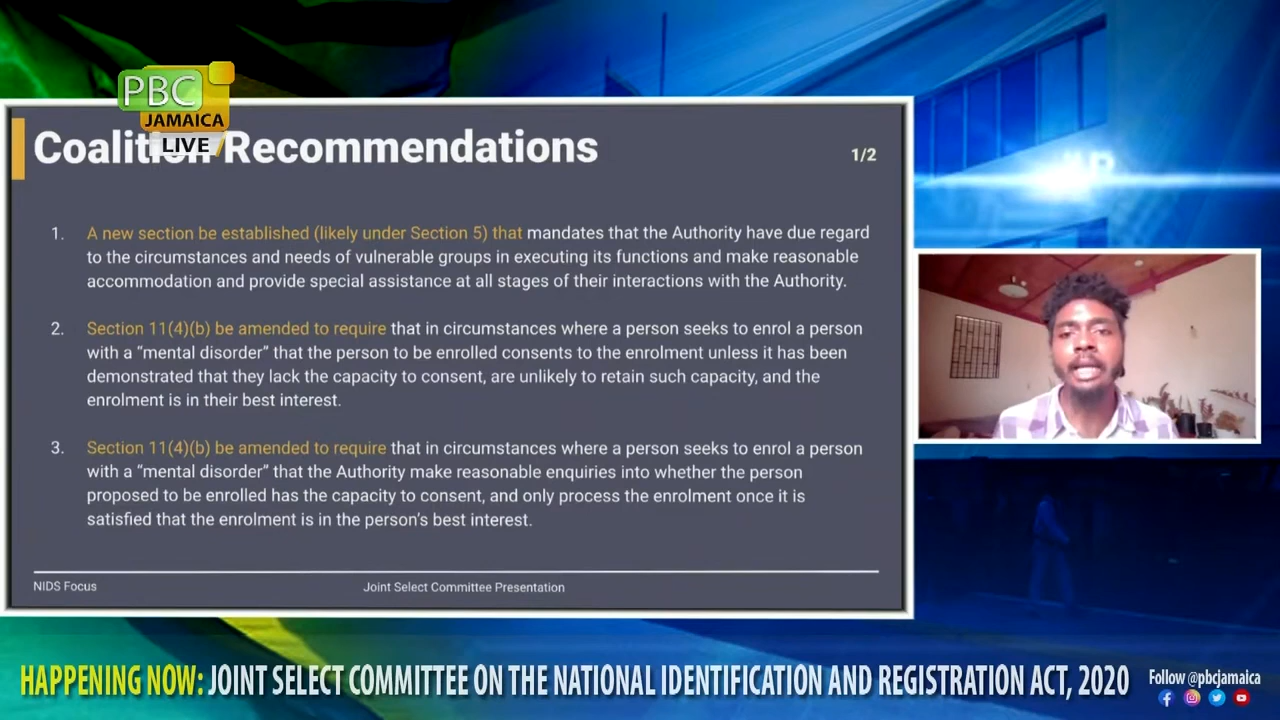 PBC
JAMAICA
LIVE
Coalition Recommendations
1/2
1. A new section be established (likely under Section 5) that mandates that the Authority have due regard
to the circumstances and needs of vulnerable groups in executing its functions and make reasonable
accommodation and provide special assistance at all stages of their interactions with the Authority.
2. Section 11(4)(b) be amended to require that in circumstances where a person seeks to enrol a person
with a “mental disorder” that the person to be enrolled consents to the enrolment unless it has been
demonstrated that they lack the capacity to consent, are unlikely to retain such capacity, and the
enrolment is in their best interest.
3. Section 11(4)(b) be amended to require that in circumstances where a person seeks to enrol a person
with a “mental disorder” that the Authority make reasonable enquiries into whether the person
proposed to be enrolled has the capacity to consent, and only process the enrolment once it is
satisfied that the enrolment is in the person’s best interest.
NIDS Focus
Joint Select Committee Presentation
HAPPENING NOW: JOINT SELECT COMMITTEE ON THE NATIONAL IDENTIFICATION AND REGISTRATION ACT, 2020
Follow @pbcjamaica